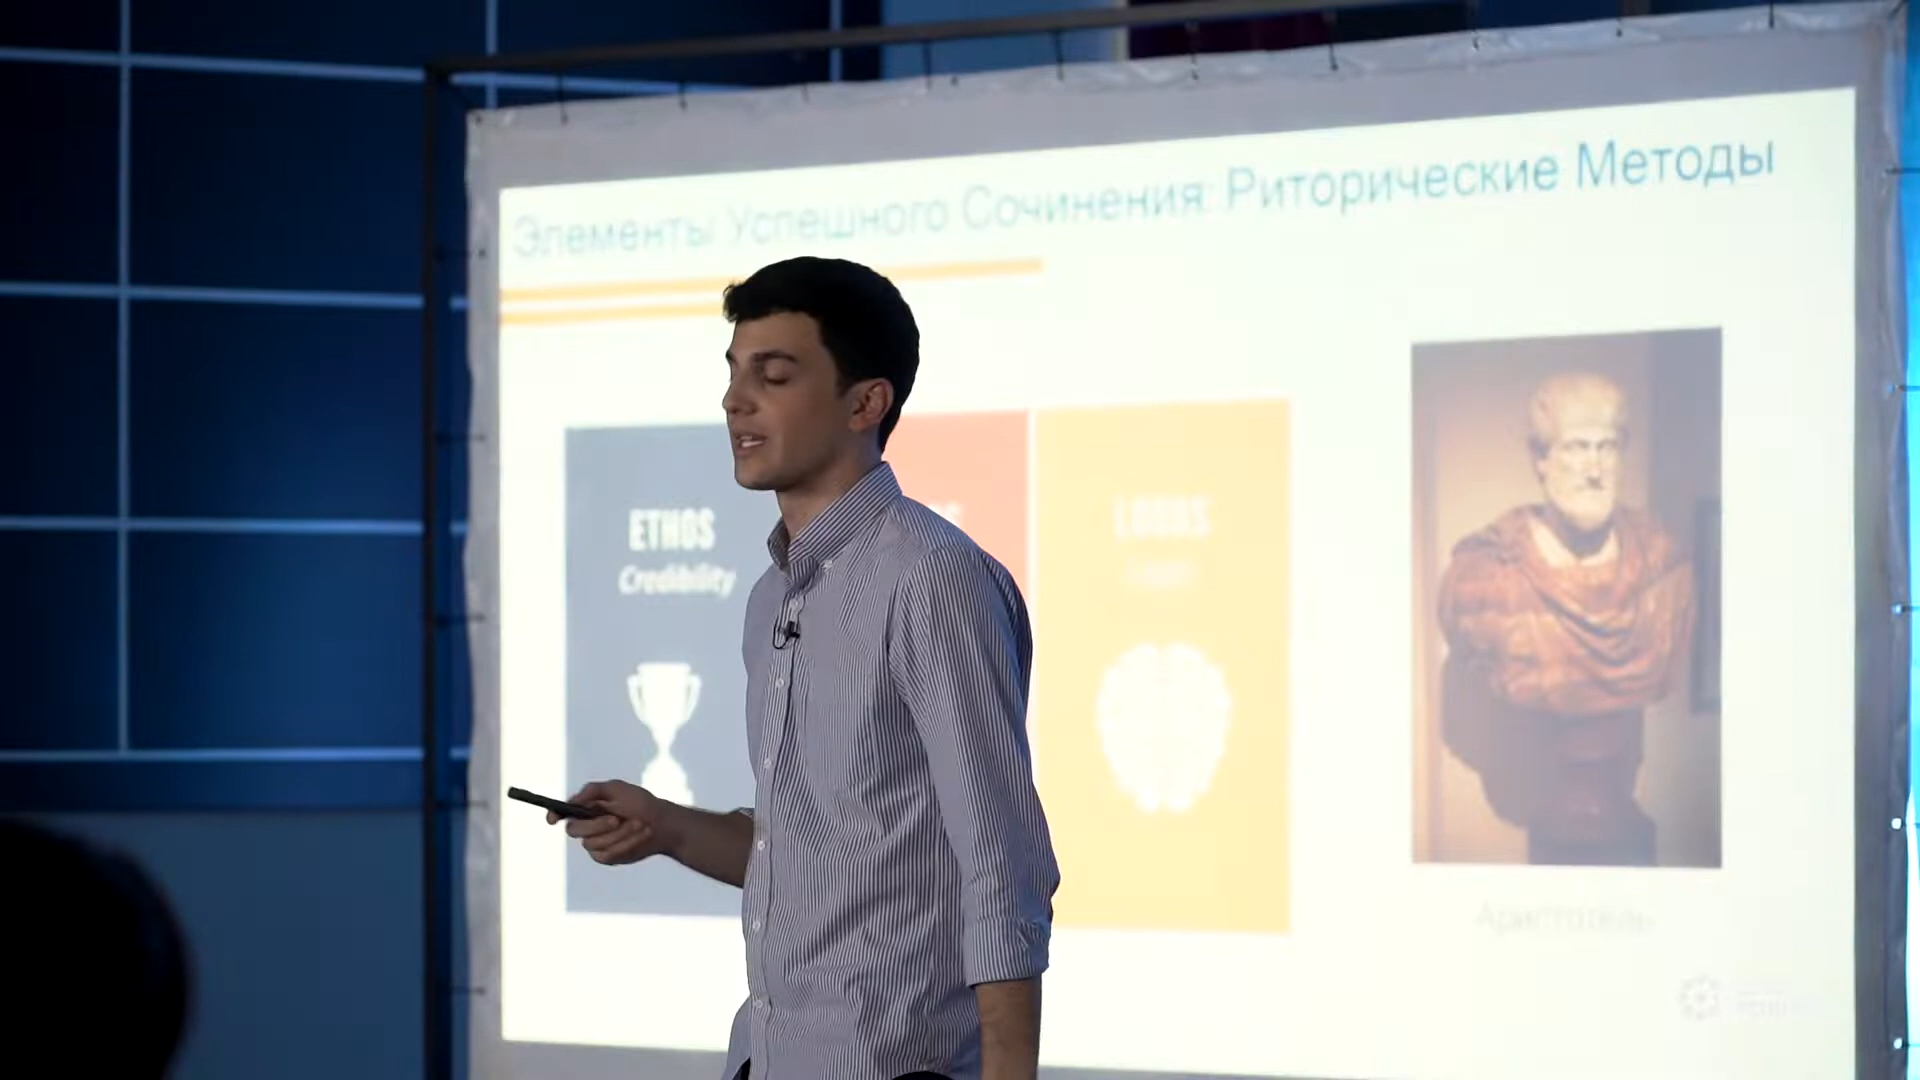 Элементы Успешного Сочинения: Риторические Методы
ETHOS
Credibility
LOGOS
Аристотель